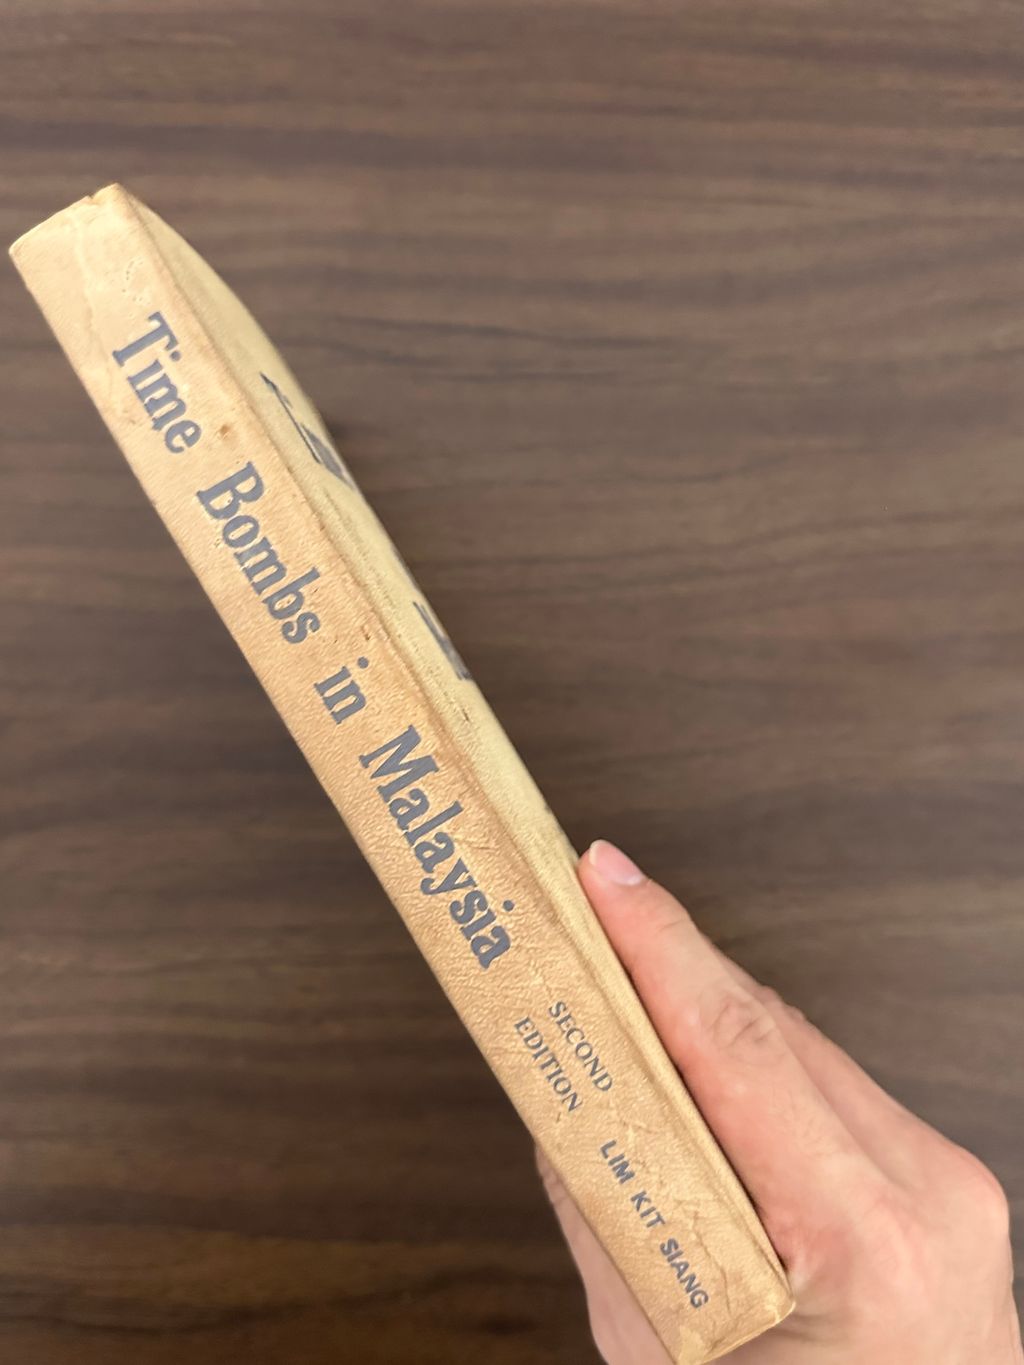 Time Bombs in Malaysia
SECOND
EDITION
LIM KIT SIANG